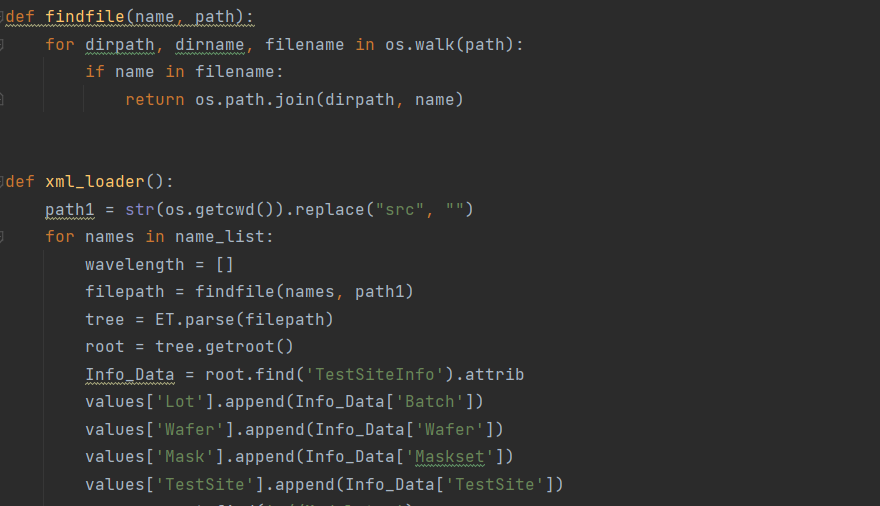 def findfile(name, path):
    for dirpath, dirname, filename in os.walk(path):
        if name in filename:
            return os.path.join(dirpath, name)
def xml_loader():
    path1 = str(os.getcwd()).replace("src", "")
    for names in name_list:
        wavelength = []
        filepath = findfile(names, path1)
        tree = ET.parse(filepath)
        root = tree.getroot()
        Info_Data = root.find('TestSiteInfo').attrib
        values['Lot'].append(Info_Data['Batch'])
        values['Wafer'].append(Info_Data['Wafer'])
        values['Mask'].append(Info_Data['Maskset'])
        values['TestSite'].append(Info_Data['TestSite'])